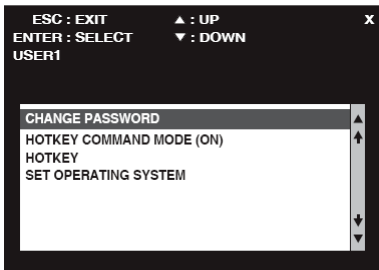 ESC : EXIT ▲ : UP X
ENTER : SELECT ▼ : DOWN
USER1
CHANGE PASSWORD
HOTKEY COMMAND MODE (ON)
HOTKEY
SET OPERATING SYSTEM